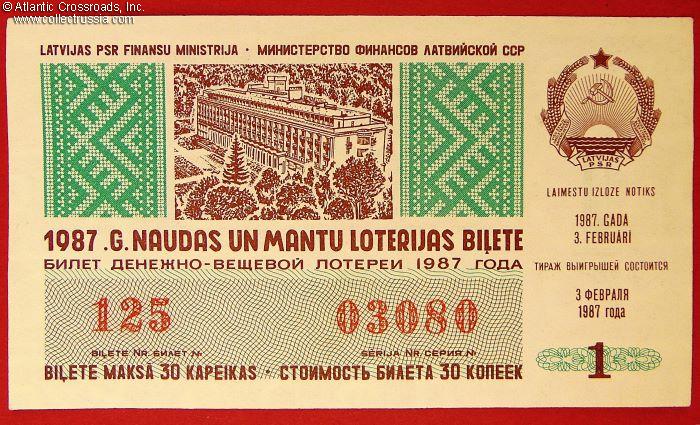 © Atlantic Crossroads, Inc.
www.collectrussia.com
LATVIJAS PSR FINANSU MINISTRIJA · МИНИСТЕРСТВО ФИНАНСОВ ЛАТВИЙСКОЙ ССР
LATVIJAS
PSR
LAIMESTU IZLOZE NOTIKS
1987. GADA
3. FEBRUĀRĪ
ТИРАЖ ВЫИГРЫШЕЙ СОСТОИТСЯ
3 ФЕВРАЛЯ
1987 года
1
1987.G. NAUDAS UN MANTU LOTERIJAS BIĻETE
БИЛЕТ ДЕНЕЖНО-ВЕЩЕВОЙ ЛОТЕРЕИ 1987 ГОДА
125 03080
BIĻETE NR. БИЛЕТ № SĒRIJA NR СЕРИЯ №
BIĻETE MAKSĀ 30 KAPEIKAS · СТОИМОСТЬ БИЛЕТА 30 КОПЕЕК